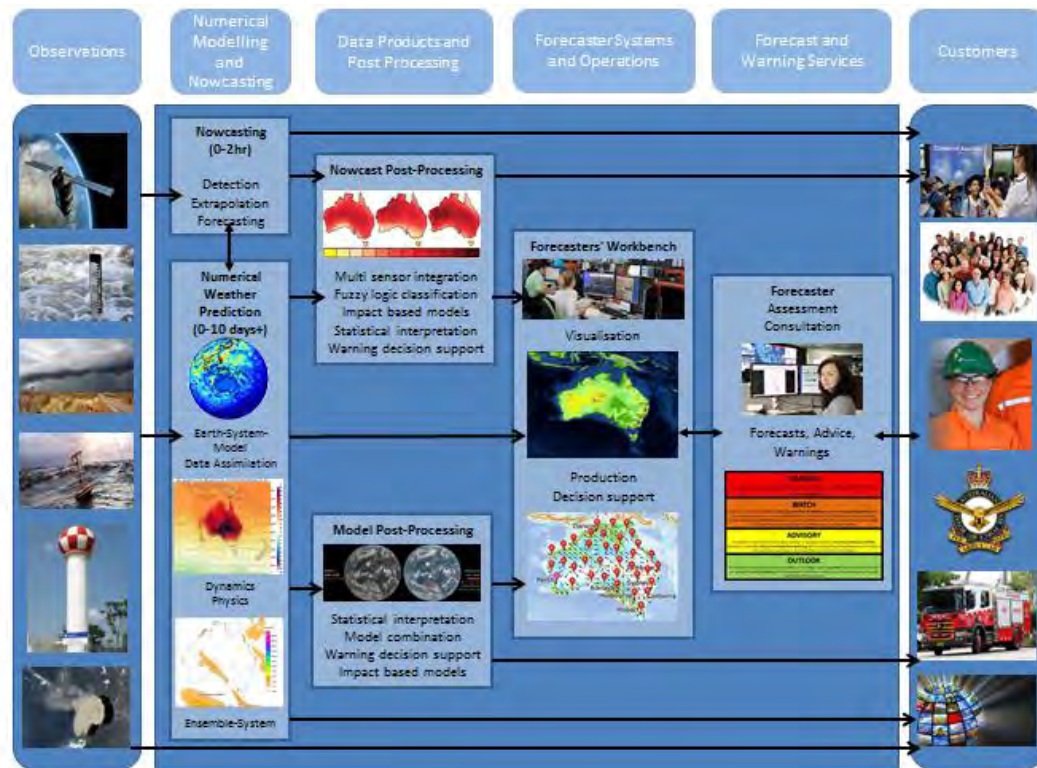 Observations
Numerical
Modelling
and
Nowcasting
Data Products and
Post Processing
Forecaster Systems
and Operations
Forecast and
Warning Services
Customers
Nowcasting
(0-2hr)
Detection
Extrapolation
Forecasting
Numerical
Weather
Prediction
(0-10 days+)
Earth-System-
Model
Data Assimilation
Dynamics
Physics
Ensemble-System
Nowcast Post-Processing
Multi sensor integration
Fuzzy logic classification
Impact based models
Statistical interpretation
Warning decision support
Model Post-Processing
Statistical interpretation
Model combination
Warning decision support
Impact based models
Forecasters' Workbench
Visualisation
Production
Decision support
Forecaster
Assessment
Consultation
Forecasts, Advice,
Warnings
WATCH
ADVISORY
OUTLOOK